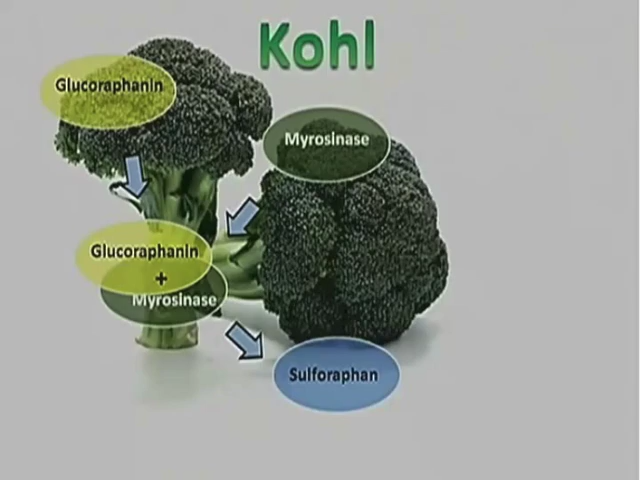 Kohl
Glucoraphanin
Myrosinase
Glucoraphanin
+
Myrosinase
Sulforaphan